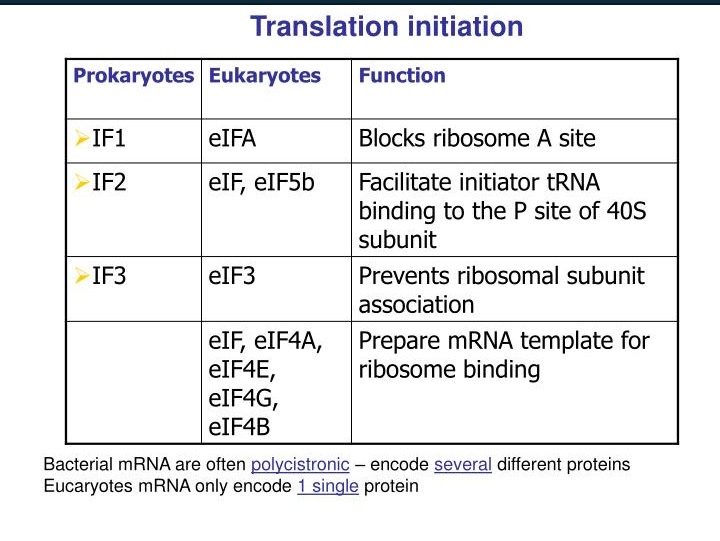 Translation initiation
Prokaryotes Eukaryotes Function
➢IF1 eIFA Blocks ribosome A site
➢IF2 eIF, eIF5b Facilitate initiator tRNA
binding to the P site of 40S
subunit
➢IF3 eIF3 Prevents ribosomal subunit
association
eIF, eIF4A, Prepare mRNA template for
eIF4E, ribosome binding
eIF4G,
eIF4B
Bacterial mRNA are often polycistronic – encode several different proteins
Eucaryotes mRNA only encode 1 single protein